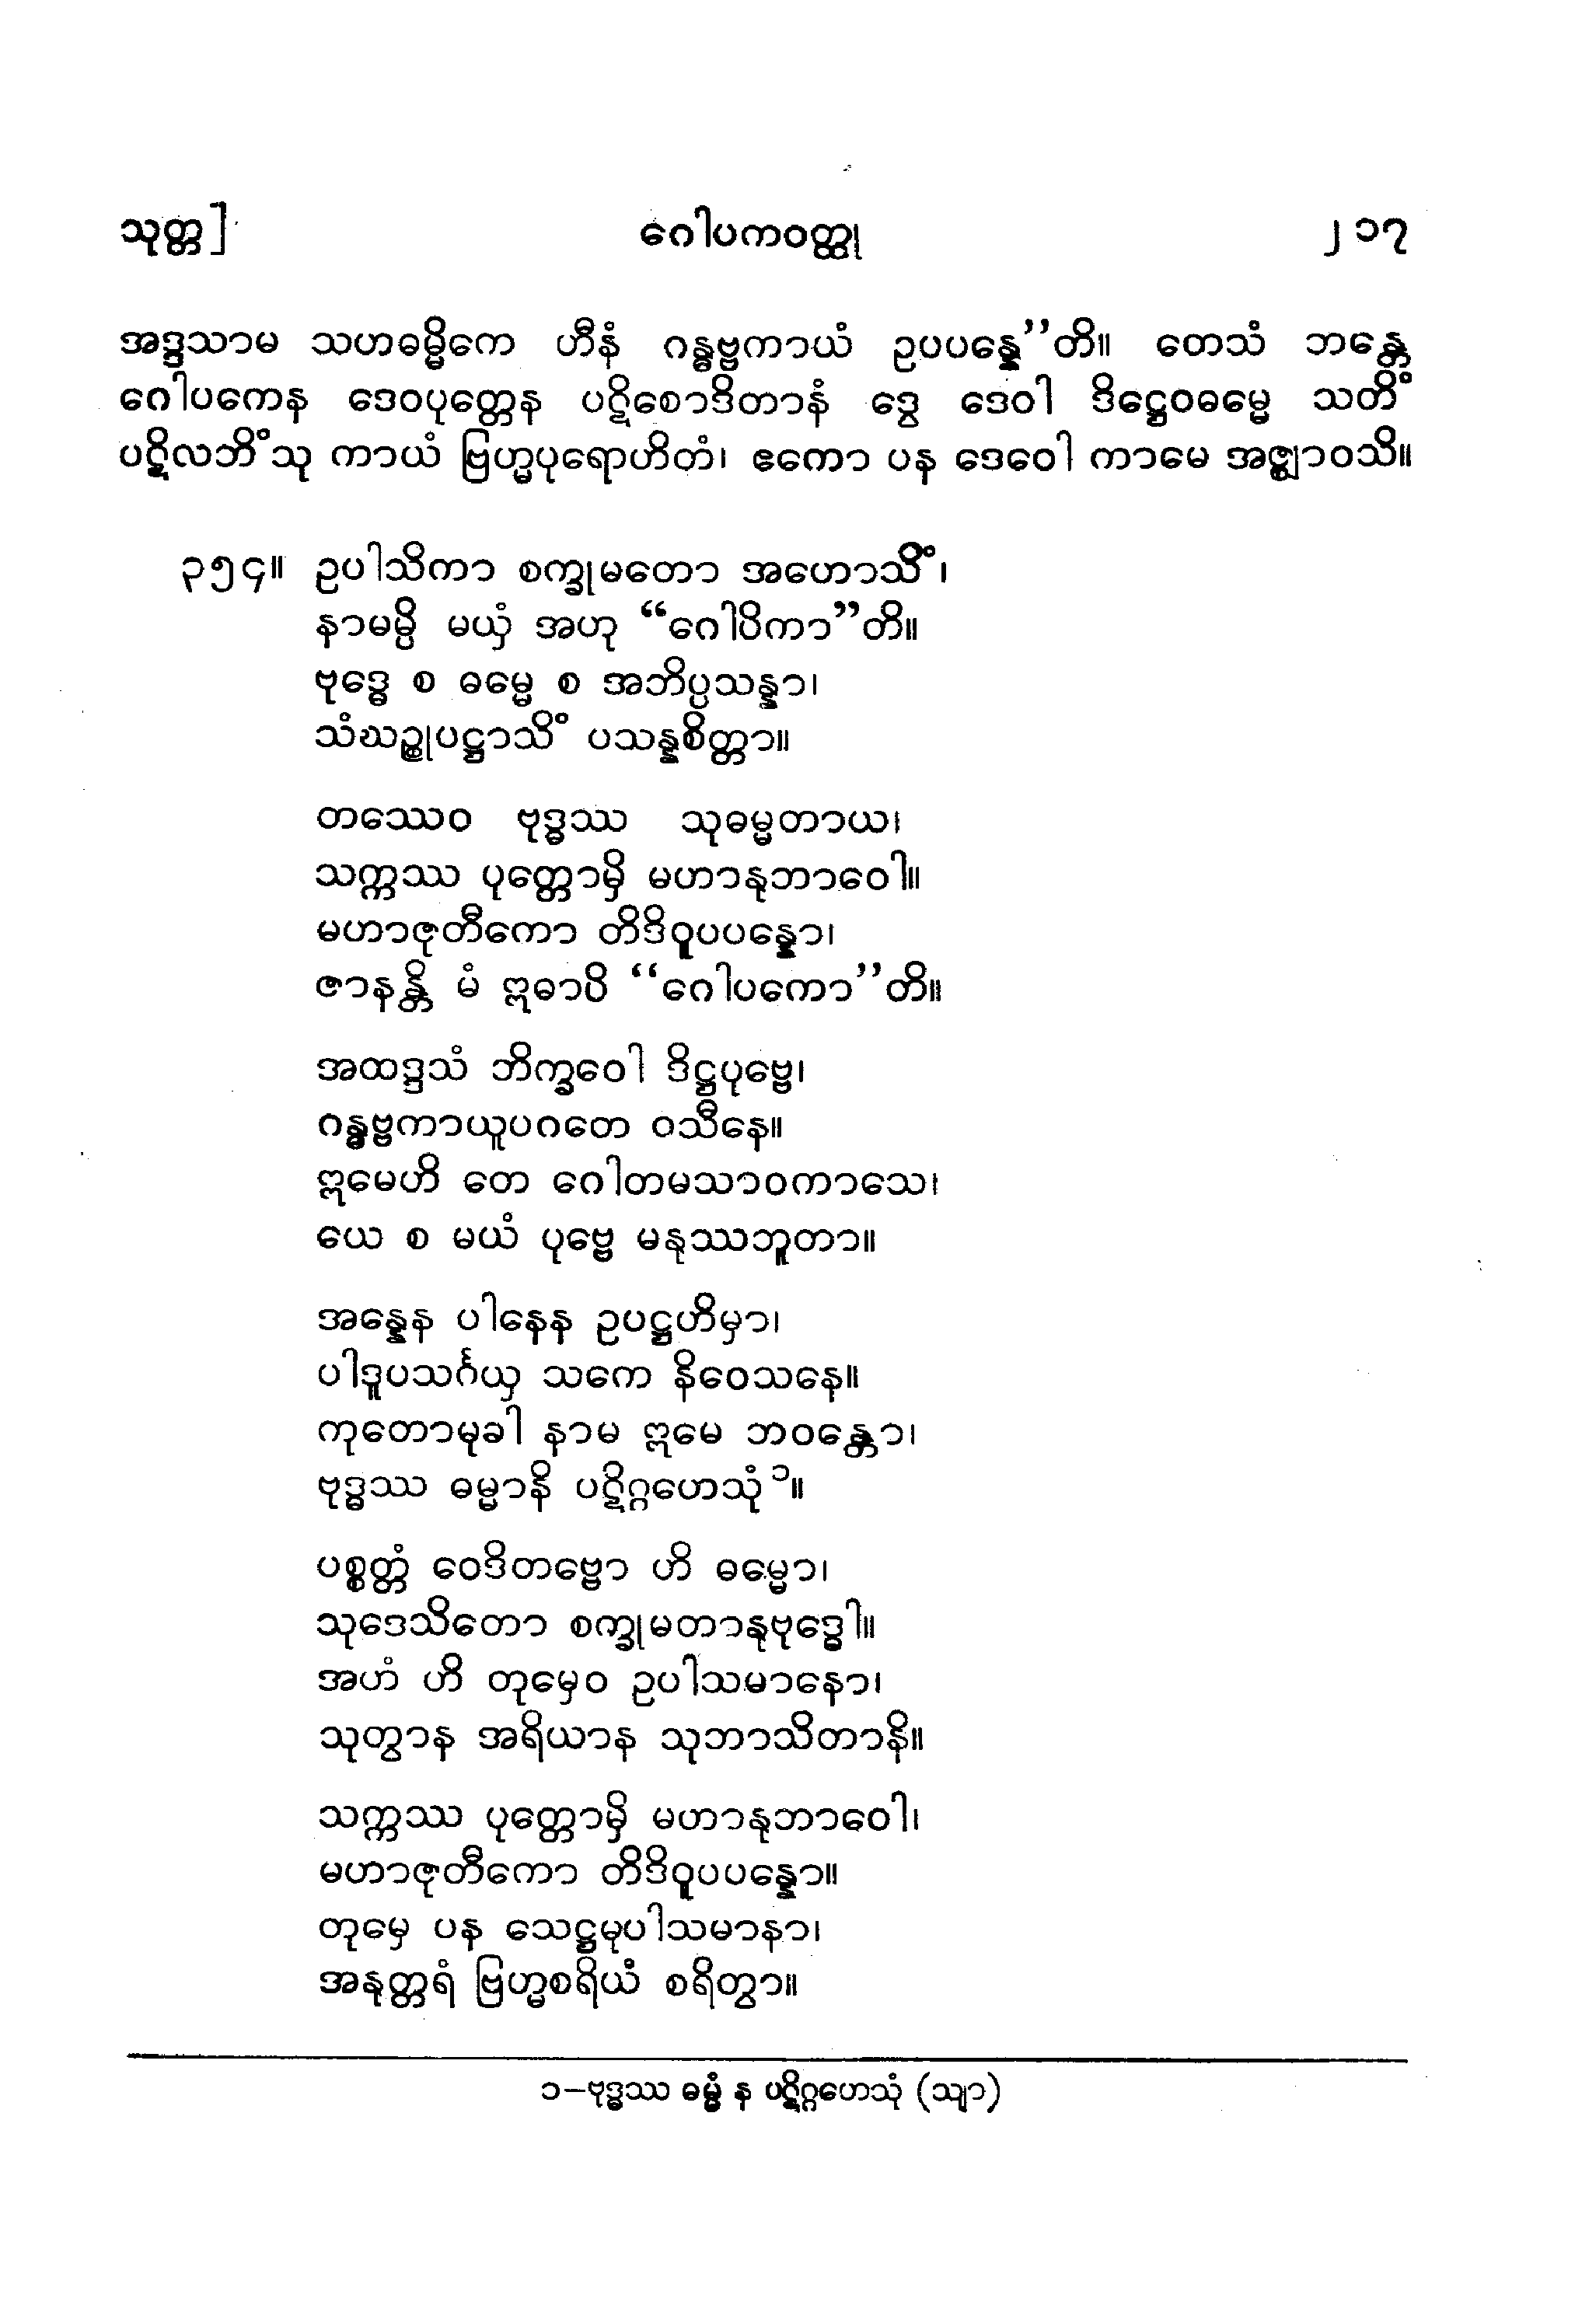 သုတ္တ]
ဂေါပကဝတ္ထု
၂၁၇
အဒ္ဒသာမ သဟဓမ္မိကေ ဟီနံ ဂန္ဓဗ္ဗကာယံ ဥပပန္နေ’’တိ။ တေသံ ဘန္တေ
ဂေါပကေန ဒေဝပုတ္တေန ပဋိစောဒိတာနံ ဒွေ ဒေဝါ ဒိဋ္ဌေဝဓမ္မေ သတိံ
ပဋိလဘိံသု ကာယံ ဗြဟ္မပုရောဟိတံ၊ ဧကော ပန ဒေဝေါ ကာမေ အဇ္ဈာဝသိ။
၃၅၄။ ဥပါသိကာ စက္ခုမတော အဟောသိံ၊
နာမမ္ပိ မယှံ အဟု “ဂေါပိကာ”တိ။
ဗုဒ္ဓေ စ ဓမ္မေ စ အဘိပ္ပသန္နာ၊
သံဃဉ္စုပဋ္ဌာသိံ ပသန္နစိတ္တာ။
တဿေဝ ဗုဒ္ဓဿ သုဓမ္မတာယ၊
သက္ကဿ ပုတ္တောမှိ မဟာနုဘာဝေါ။
မဟာဇုတီကော တိဒိဝူပပန္နော၊
ဇာနန္တိ မံ ဣဓာပိ ‘‘ဂေါပကော’’တိ။
အထဒ္ဒသံ ဘိက္ခဝေါ ဒိဋ္ဌပုဗ္ဗေ၊
ဂန္ဓဗ္ဗကာယူပဂတေ ဝသီနေ။
ဣမေဟိ တေ ဂေါတမသာဝကာသေ၊
ယေ စ မယံ ပုဗ္ဗေ မနုဿဘူတာ။
အန္နေန ပါနေန ဥပဋ္ဌဟိမှာ၊
ပါဒူပသင်္ဂယှ သကေ နိဝေသနေ။
ကုတောမုခါ နာမ ဣမေ ဘဝန္တော၊
ဗုဒ္ဓဿ ဓမ္မာနိ ပဋိဂ္ဂဟေသုံ ၁။
ပစ္စတ္တံ ဝေဒိတဗ္ဗော ဟိ ဓမ္မော၊
သုဒေသိတော စက္ခုမတာနုဗုဒ္ဓေါ။
အဟံ ဟိ တုမှေဝ ဥပါသမာနော၊
သုတွာန အရိယာန သုဘာသိတာနိ။
သက္ကဿ ပုတ္တောမှိ မဟာနုဘာဝေါ၊
မဟာဇုတီကော တိဒိဝူပပန္နော။
တုမှေ ပန သေဋ္ဌမုပါသမာနာ၊
အနုတ္တရံ ဗြဟ္မစရိယံ စရိတွာ။
၁–ဗုဒ္ဓဿ ဓမ္မံ န ပဋိဂ္ဂဟေသုံ (သျာ)